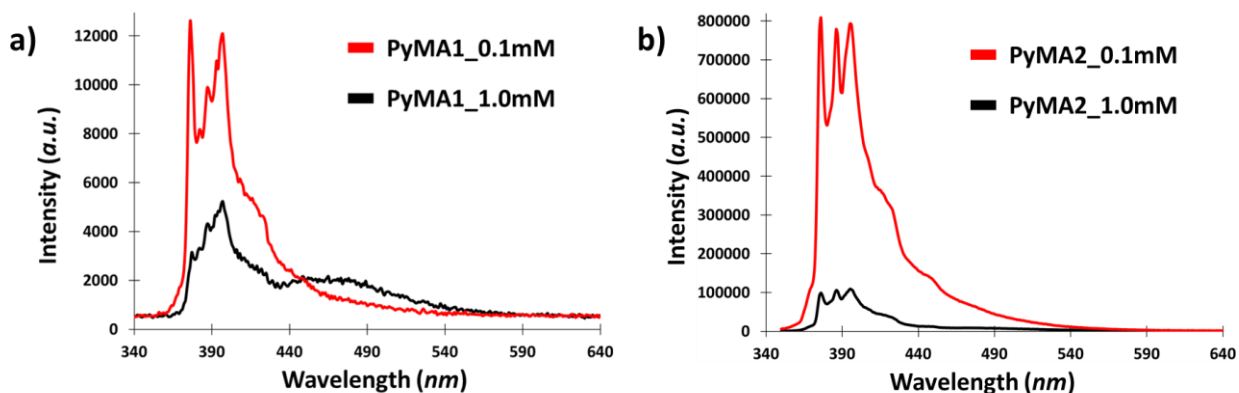 a)
PyMA1_0.1mM
PyMA1_1.0mM
Intensity (a.u.)
12000
10000
8000
6000
4000
2000
0
340 390 440 490 540 590 640
Wavelength (nm)
b)
PyMA2_0.1mM
PyMA2_1.0mM
Intensity (a.u.)
800000
700000
600000
500000
400000
300000
200000
100000
0
340 390 440 490 540 590 640
Wavelength (nm)